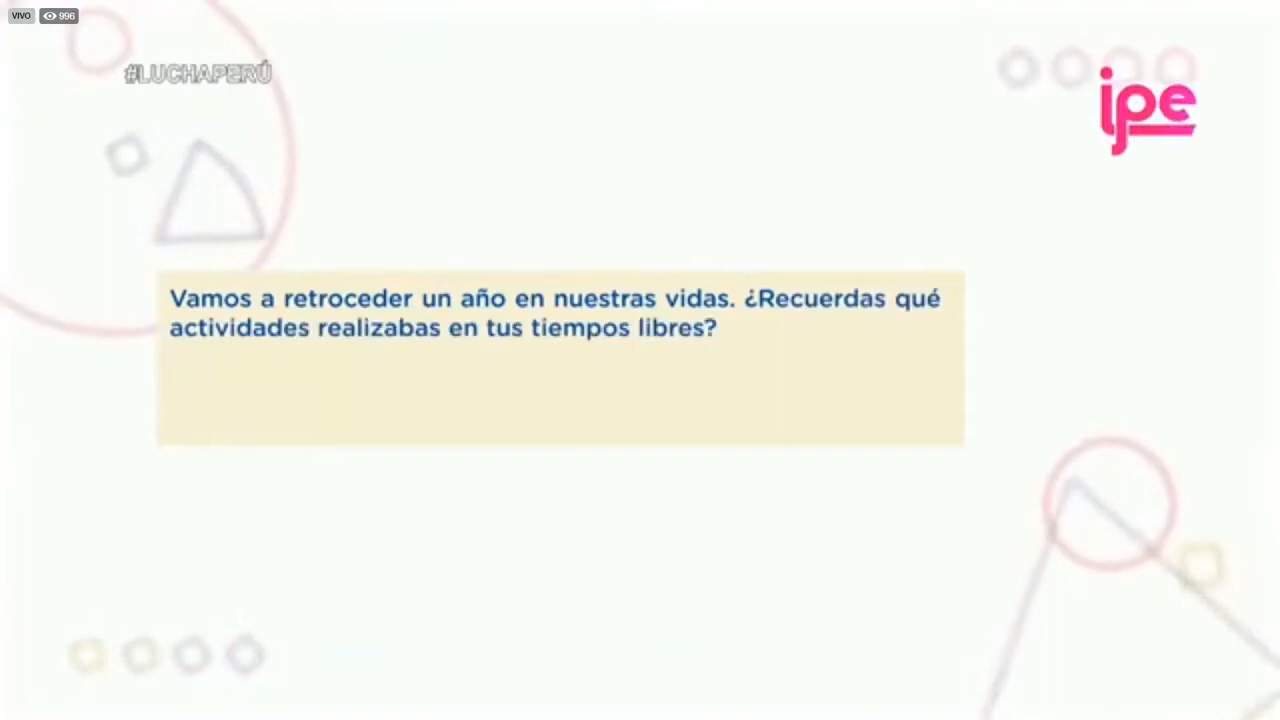 VIVO 996
#LUCHAPERÚ
ipe
Vamos a retroceder un año en nuestras vidas. ¿Recuerdas qué
actividades realizabas en tus tiempos libres?